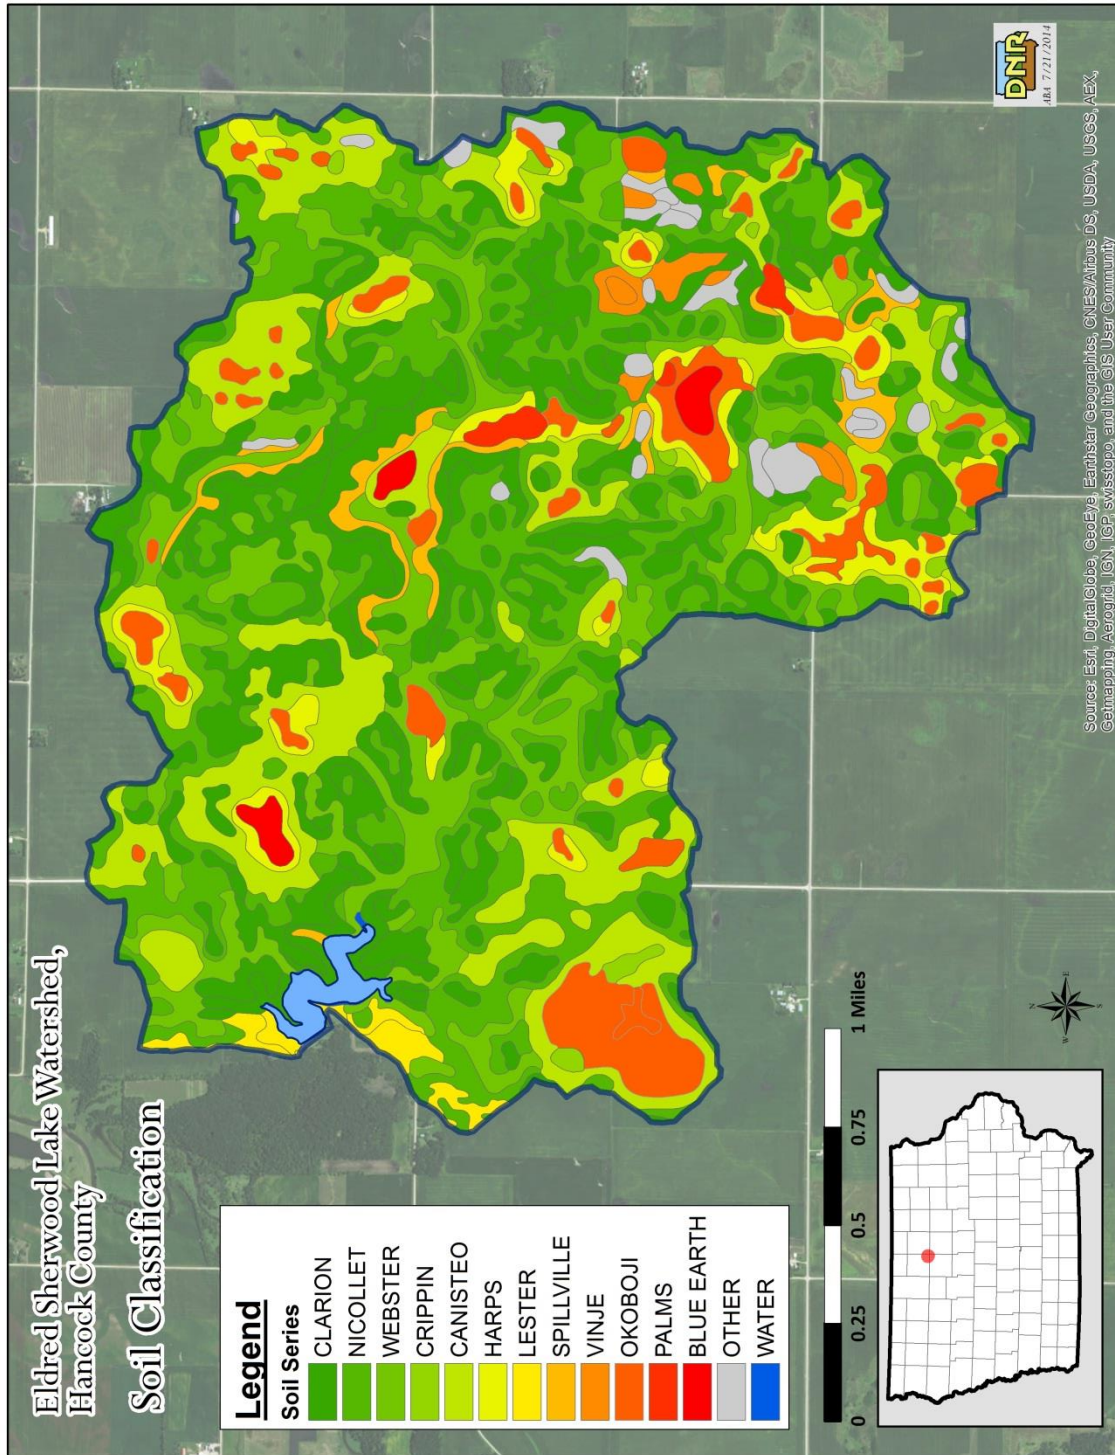 Eldred Sherwood Lake Watershed,
Hancock County
Soil Classification
Legend
Soil Series
CLARION
NICOLLET
WEBSTER
CRIPPIN
CANISTEO
HARPS
LESTER
SPILLVILLE
VINJE
OKOBOJI
PALMS
BLUE EARTH
OTHER
WATER
0
0.25
0.5
0.75
1 Miles
N
E
S
W
DNR
ABA 7/21/2014
Source: Esri, DigitalGlobe, GeoEye, Earthstar Geographics, CNES/Airbus DS, USDA, USGS, AEX,
Getmapping, Aerogrid, IGN, IGP, swisstopo, and the GIS User Community